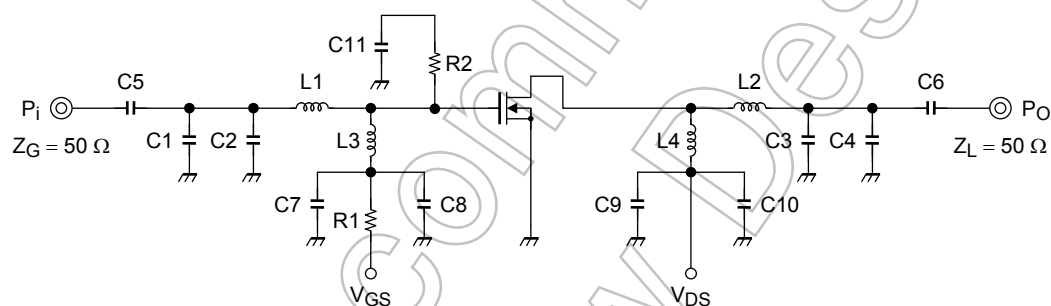 C11
R2
C5
L1
L2
C6
Pi
PO
C1
C2
L3
L4
C3
C4
ZG = 50 Ω
ZL = 50 Ω
C7
R1
C8
C9
C10
VGS
VDS